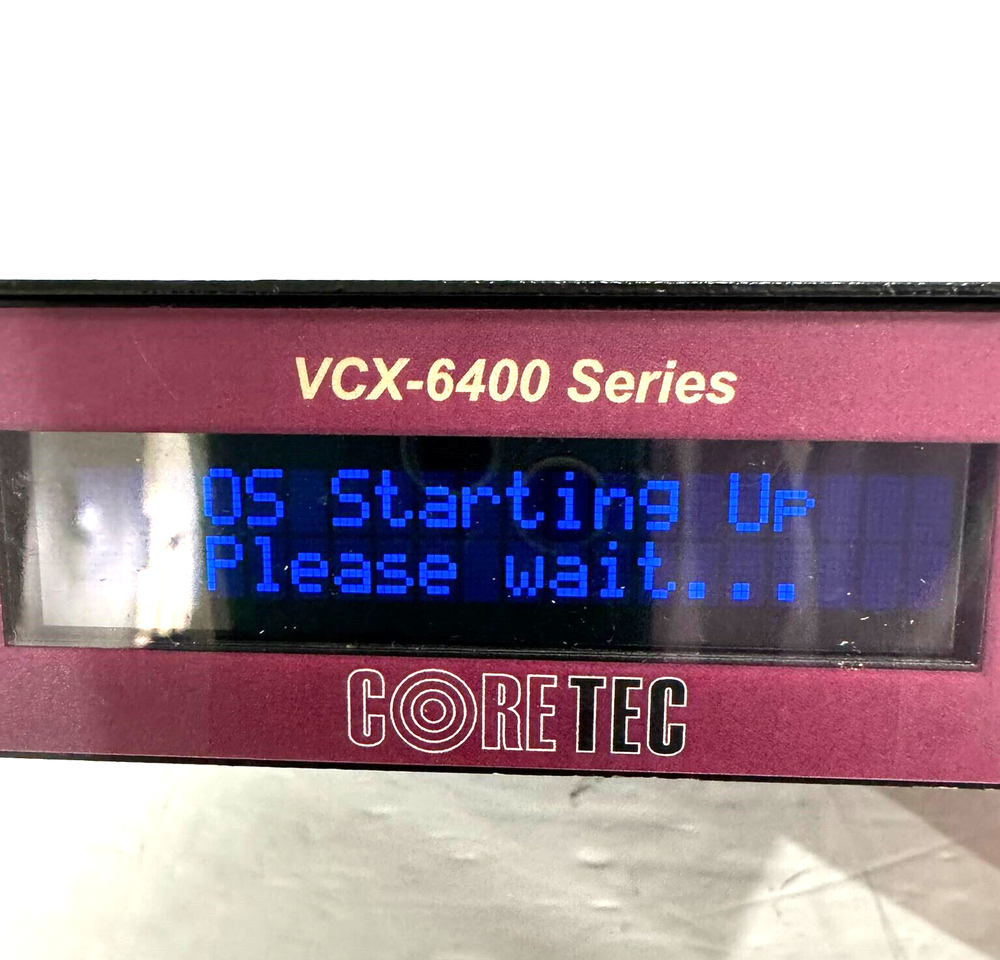 VCX-6400 Series
OS Starting Up
Please wait...
CORETEC